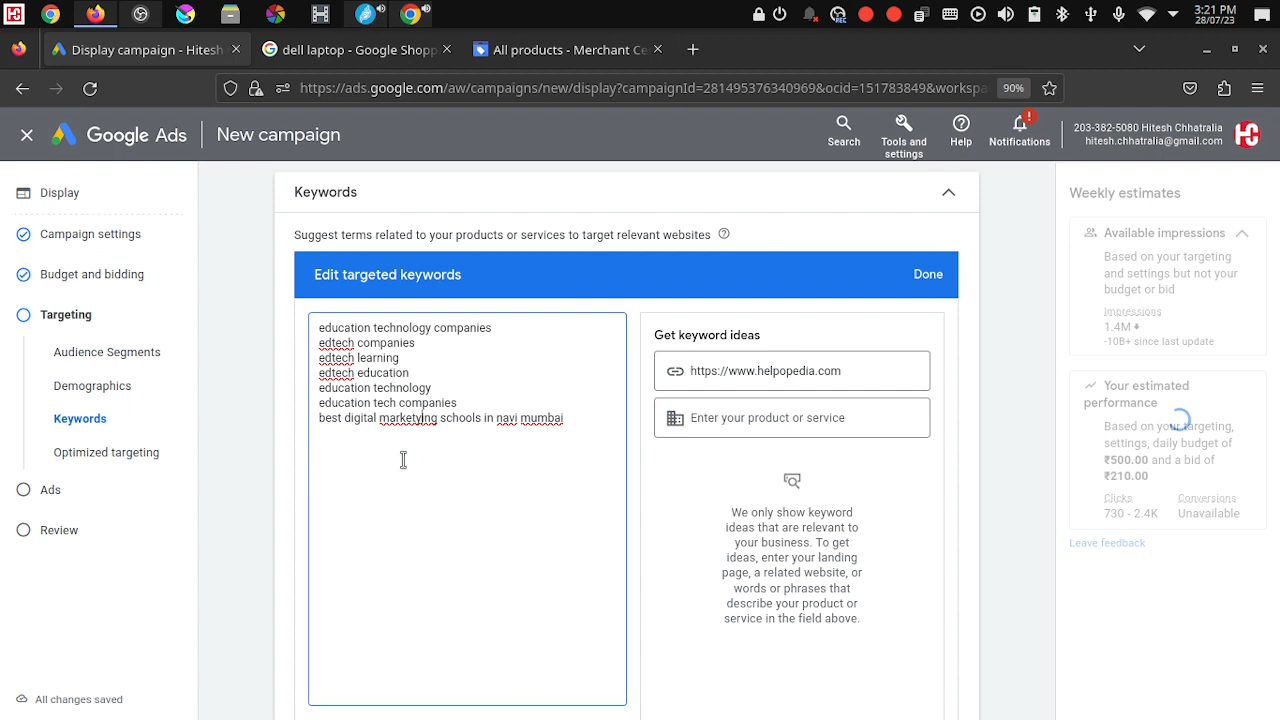 3:21 PM
28/07/23
Display campaign - Hitesh
dell laptop - Google Shopp
All products - Merchant Ce
https://ads.google.com/aw/campaigns/new/display?campaignId=281495376340969&ocid=151783849&workspa
90%
Google Ads
New campaign
Search
Tools and
settings
Help
Notifications
203-382-5080 Hitesh Chhatralia
hitesh.chhatralia@gmail.com
Display
Campaign settings
Budget and bidding
Targeting
Audience Segments
Demographics
Keywords
Optimized targeting
Ads
Review
All changes saved
Keywords
Suggest terms related to your products or services to target relevant websites
Edit targeted keywords
Done
education technology companies
edtech companies
edtech learning
edtech education
education technology
education tech companies
best digital marketying schools in navi mumbai
Get keyword ideas
https://www.helpopedia.com
Enter your product or service
We only show keyword
ideas that are relevant to
your business. To get
ideas, enter your landing
page, a related website, or
words or phrases that
describe your product or
service in the field above.
Weekly estimates
Available impressions
Based on your targeting
and settings but not your
budget or bid
Impressions
1.4M
-10B+ since last update
Your estimated
performance
Based on your targeting,
settings, daily budget of
₹500.00 and a bid of
₹210.00
Clicks
730 - 2.4K
Conversions
Unavailable
Leave feedback